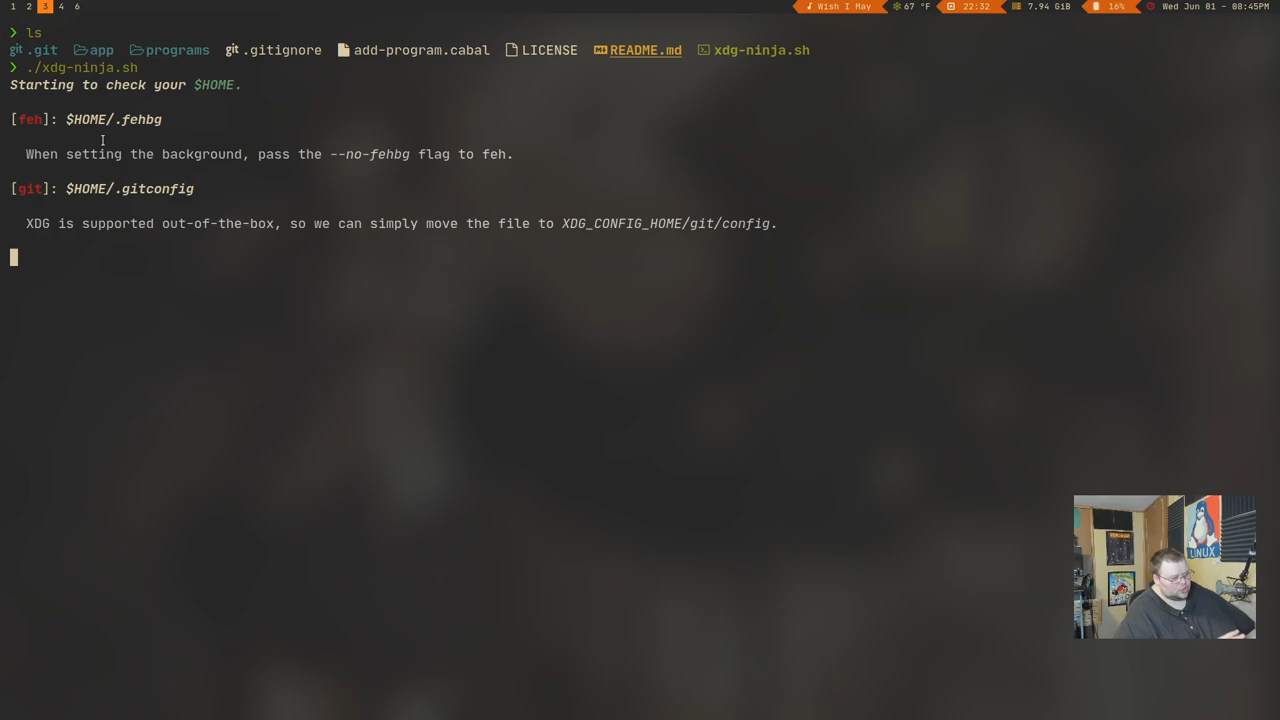 1 2 3 4 6 Wish I May 67 °F 22:32 7.94 GiB 16% Wed Jun 01 - 08:45PM
❯ ls
.git app programs .gitignore add-program.cabal LICENSE README.md xdg-ninja.sh
❯ ./xdg-ninja.sh
Starting to check your $HOME.
[feh]: $HOME/.fehbg
When setting the background, pass the --no-fehbg flag to feh.
[git]: $HOME/.gitconfig
XDG is supported out-of-the-box, so we can simply move the file to XDG_CONFIG_HOME/git/config.
LINUX